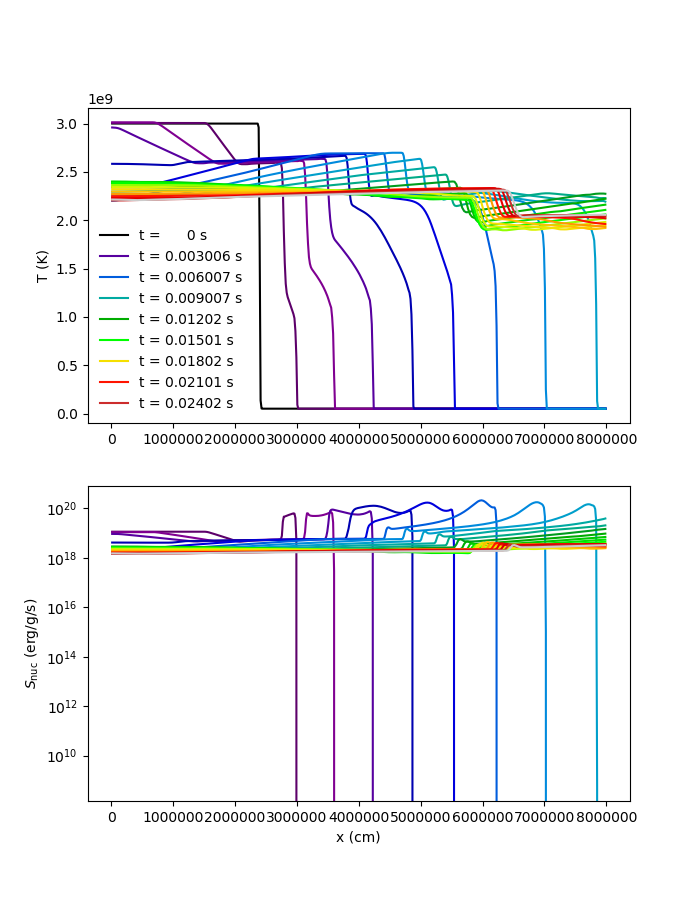 1e9
3.0
2.5
2.0
1.5
1.0
0.5
0.0
T (K)
t =      0 s
t = 0.003006 s
t = 0.006007 s
t = 0.009007 s
t = 0.01202 s
t = 0.01501 s
t = 0.01802 s
t = 0.02101 s
t = 0.02402 s
0 1000000 2000000 3000000 4000000 5000000 6000000 7000000 8000000
10^20
10^18
10^16
10^14
10^12
10^10
S_nuc (erg/g/s)
0 1000000 2000000 3000000 4000000 5000000 6000000 7000000 8000000
x (cm)